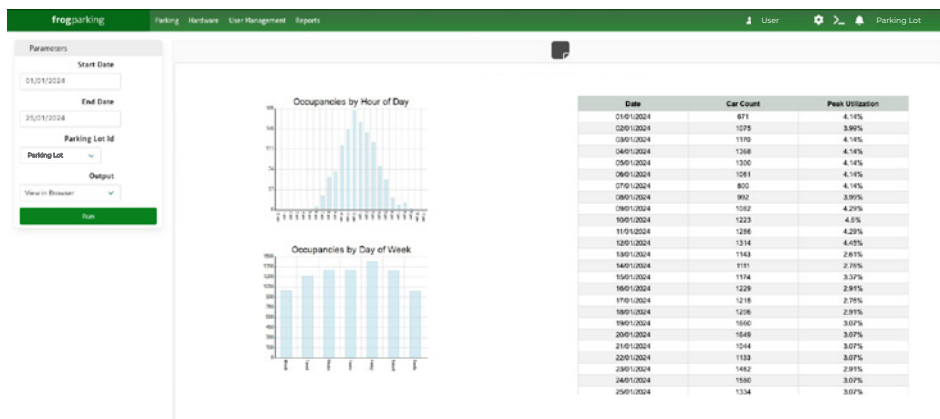 frogparking Parking Hardware User Management Reports User Parking Lot
Parameters
Start Date
01/01/2024
End Date
25/01/2024
Parking Lot Id
Parking Lot
Output
View in Browser
Run
Occupancies by Hour of Day
Occupancies by Day of Week
Date Car Count Peak Utilization
01/01/2024 671 4.14%
02/01/2024 1075 3.99%
03/01/2024 1170 4.14%
04/01/2024 1368 4.14%
05/01/2024 1300 4.14%
06/01/2024 1061 4.14%
07/01/2024 800 4.14%
08/01/2024 992 3.99%
09/01/2024 1082 4.29%
10/01/2024 1223 4.6%
11/01/2024 1286 4.29%
12/01/2024 1314 4.45%
13/01/2024 1143 2.61%
14/01/2024 1111 2.76%
15/01/2024 1174 3.37%
16/01/2024 1229 2.91%
17/01/2024 1218 2.76%
18/01/2024 1206 2.91%
19/01/2024 1660 3.07%
20/01/2024 1649 3.07%
21/01/2024 1044 3.07%
22/01/2024 1133 3.07%
23/01/2024 1482 2.91%
24/01/2024 1580 3.07%
25/01/2024 1334 3.07%